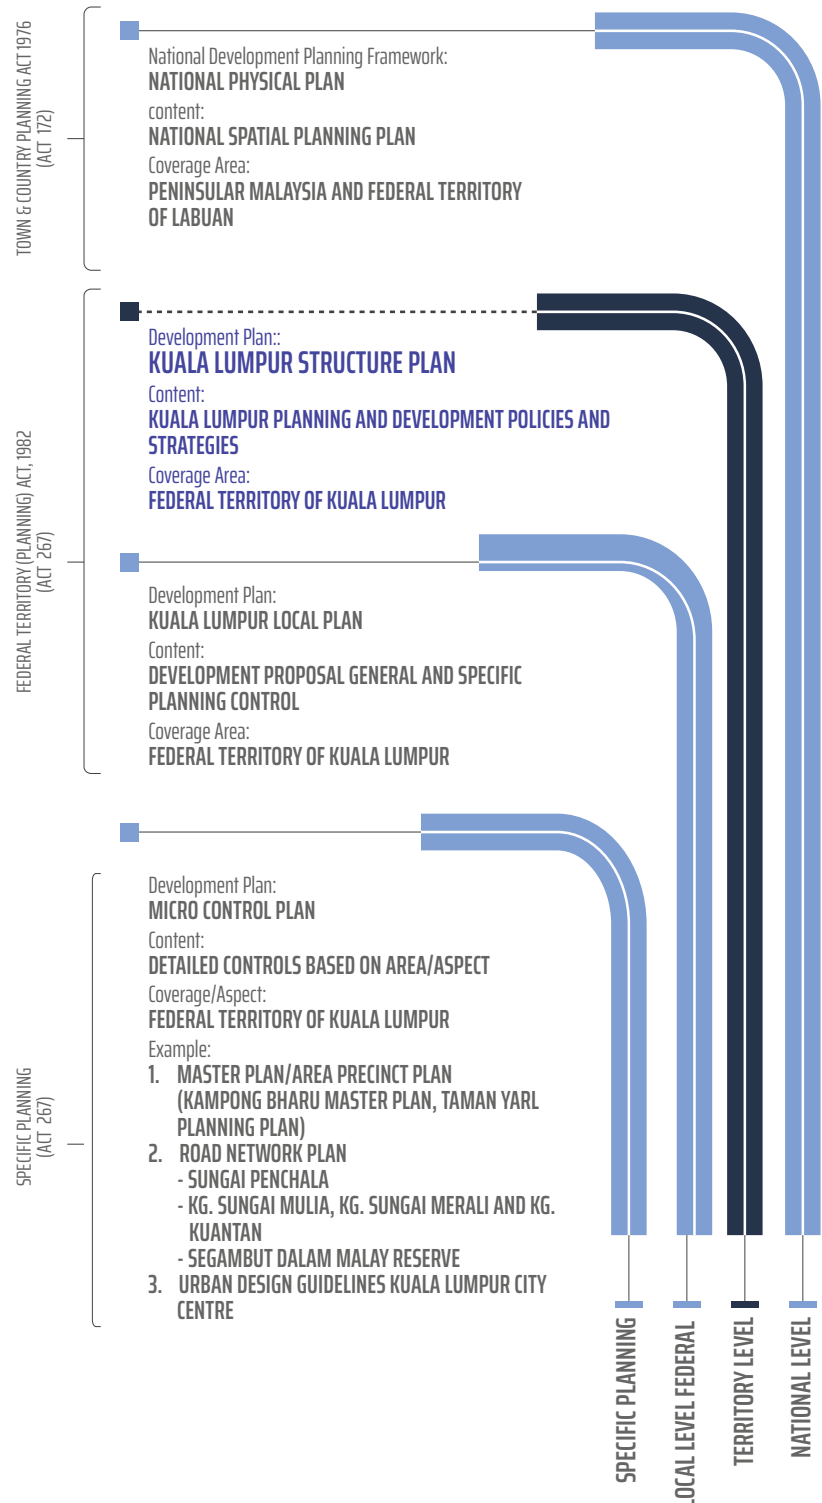 TOWN & COUNTRY PLANNING ACT 1976
(ACT 172)
National Development Planning Framework:
NATIONAL PHYSICAL PLAN
content:
NATIONAL SPATIAL PLANNING PLAN
Coverage Area:
PENINSULAR MALAYSIA AND FEDERAL TERRITORY
OF LABUAN
FEDERAL TERRITORY (PLANNING) ACT, 1982
(ACT 267)
Development Plan::
KUALA LUMPUR STRUCTURE PLAN
Content:
KUALA LUMPUR PLANNING AND DEVELOPMENT POLICIES AND
STRATEGIES
Coverage Area:
FEDERAL TERRITORY OF KUALA LUMPUR
Development Plan:
KUALA LUMPUR LOCAL PLAN
Content:
DEVELOPMENT PROPOSAL GENERAL AND SPECIFIC
PLANNING CONTROL
Coverage Area:
FEDERAL TERRITORY OF KUALA LUMPUR
SPECIFIC PLANNING
(ACT 267)
Development Plan:
MICRO CONTROL PLAN
Content:
DETAILED CONTROLS BASED ON AREA/ASPECT
Coverage/Aspect:
FEDERAL TERRITORY OF KUALA LUMPUR
Example:
1. MASTER PLAN/AREA PRECINCT PLAN
(KAMPONG BHARU MASTER PLAN, TAMAN YARL
PLANNING PLAN)
2. ROAD NETWORK PLAN
- SUNGAI PENCHALA
- KG. SUNGAI MULIA, KG. SUNGAI MERALI AND KG.
KUANTAN
- SEGAMBUT DALAM MALAY RESERVE
3. URBAN DESIGN GUIDELINES KUALA LUMPUR CITY
CENTRE
SPECIFIC PLANNING
LOCAL LEVEL FEDERAL
TERRITORY LEVEL
NATIONAL LEVEL